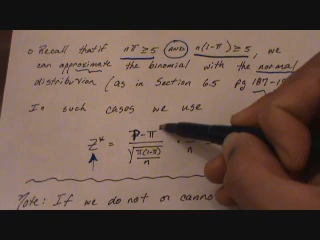 o Recall that if nπ ≥ 5 AND n(1-π) ≥ 5, we
can approximate the binomial with the normal
distribution (as in Section 6.5 pg 187-1
In such cases we use
Z* = P-π / √π(1-π)/n
n
Note: If we do not or canno